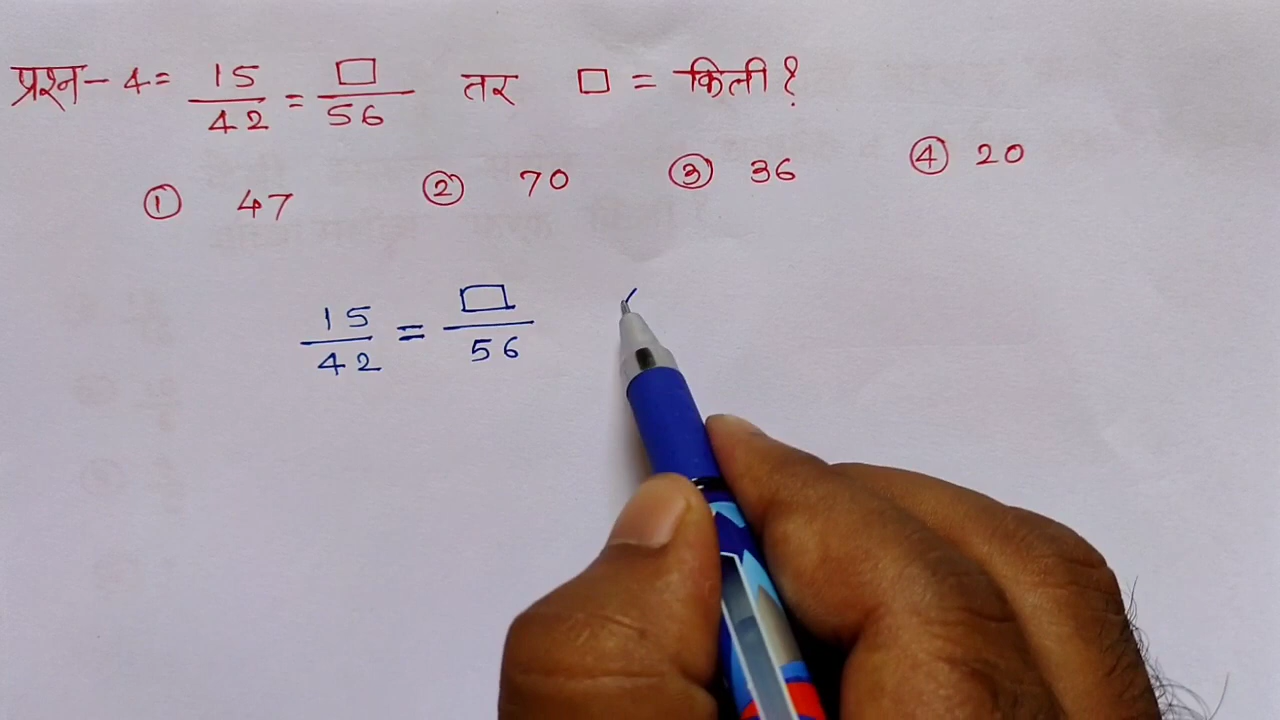 प्रश्न - 4 = 15/42 = □/56 तर □ = किती ?
① 47 ② 70 ③ 36 ④ 20
15/42 = □/56